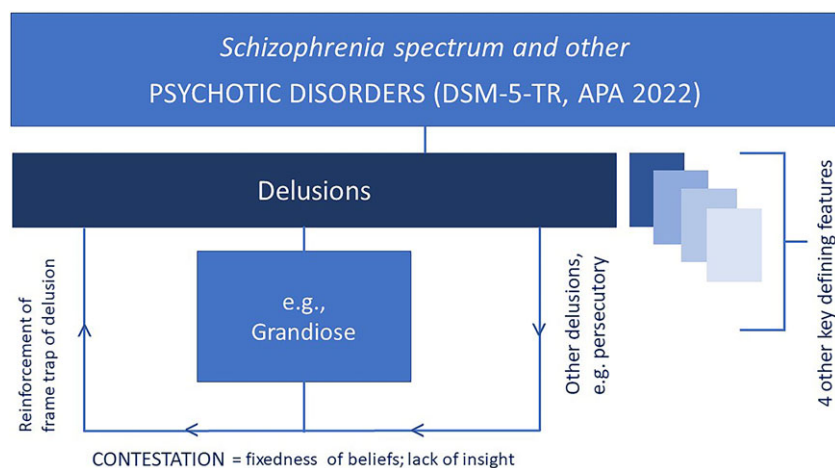 Schizophrenia spectrum and other
PSYCHOTIC DISORDERS (DSM-5-TR, APA 2022)
Delusions
e.g.,
Grandiose
Reinforcement of
frame trap of delusion
Other delusions,
e.g. persecutory
4 other key defining features
CONTESTATION = fixedness of beliefs; lack of insight